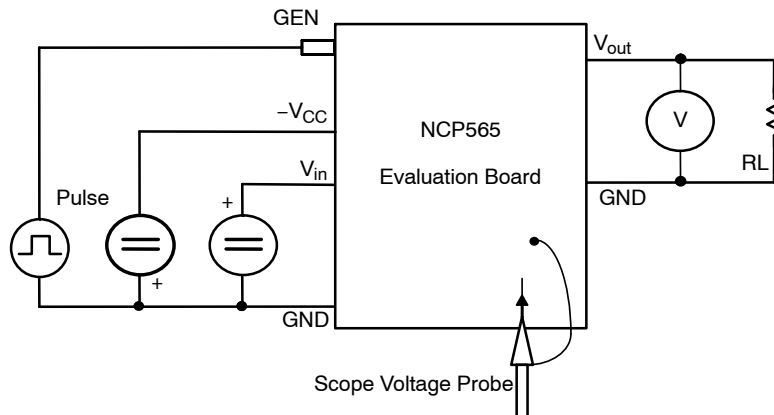 GEN
Vout
−VCC
NCP565
V
Vin
RL
Evaluation Board
Pulse
+
GND
+
GND
Scope Voltage Probe